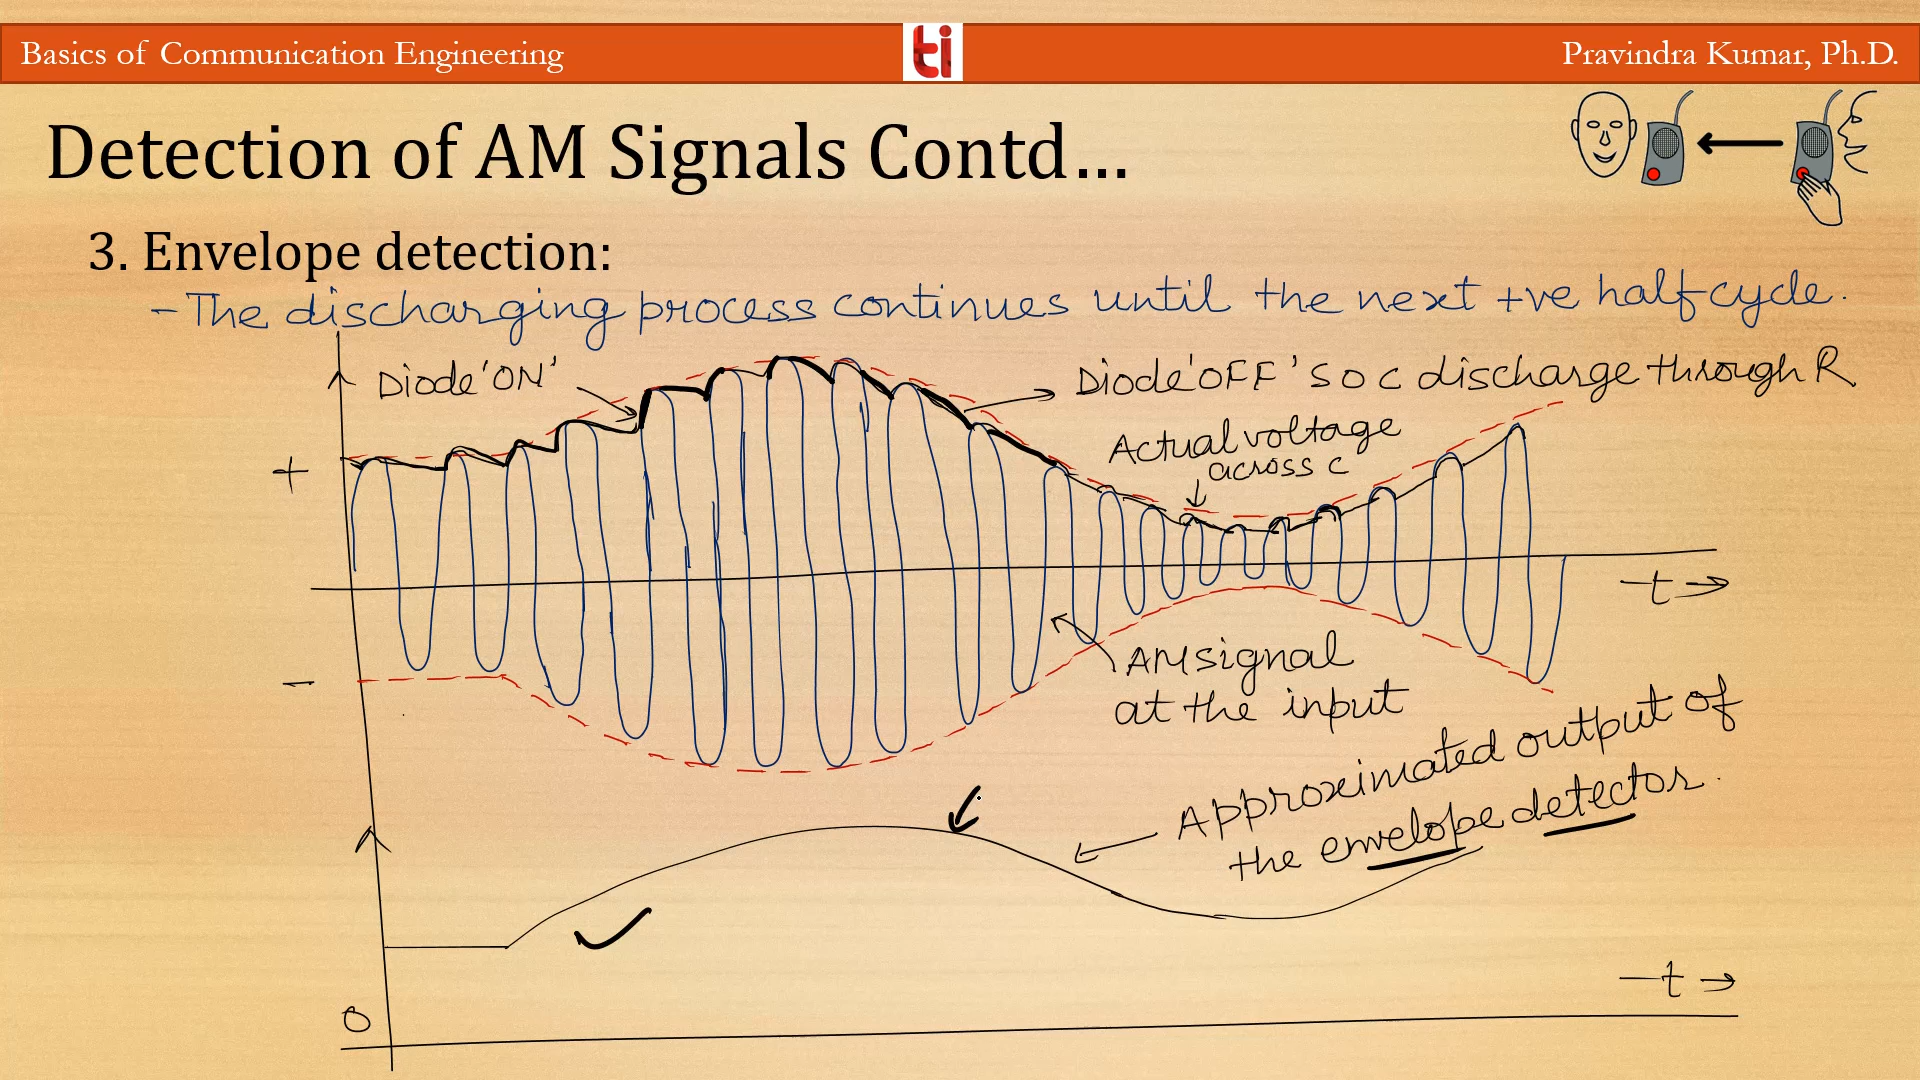 Basics of Communication Engineering
ti
Pravindra Kumar, Ph.D.
Detection of AM Signals Contd...
3. Envelope detection:
- The discharging process continues until the next +ve half cycle.
Diode 'ON'
Diode 'OFF' so C discharge through R
Actual voltage
across C
+
-t→
-
AM signal
at the input
Approximated output of
the envelope detector.
-t→
0